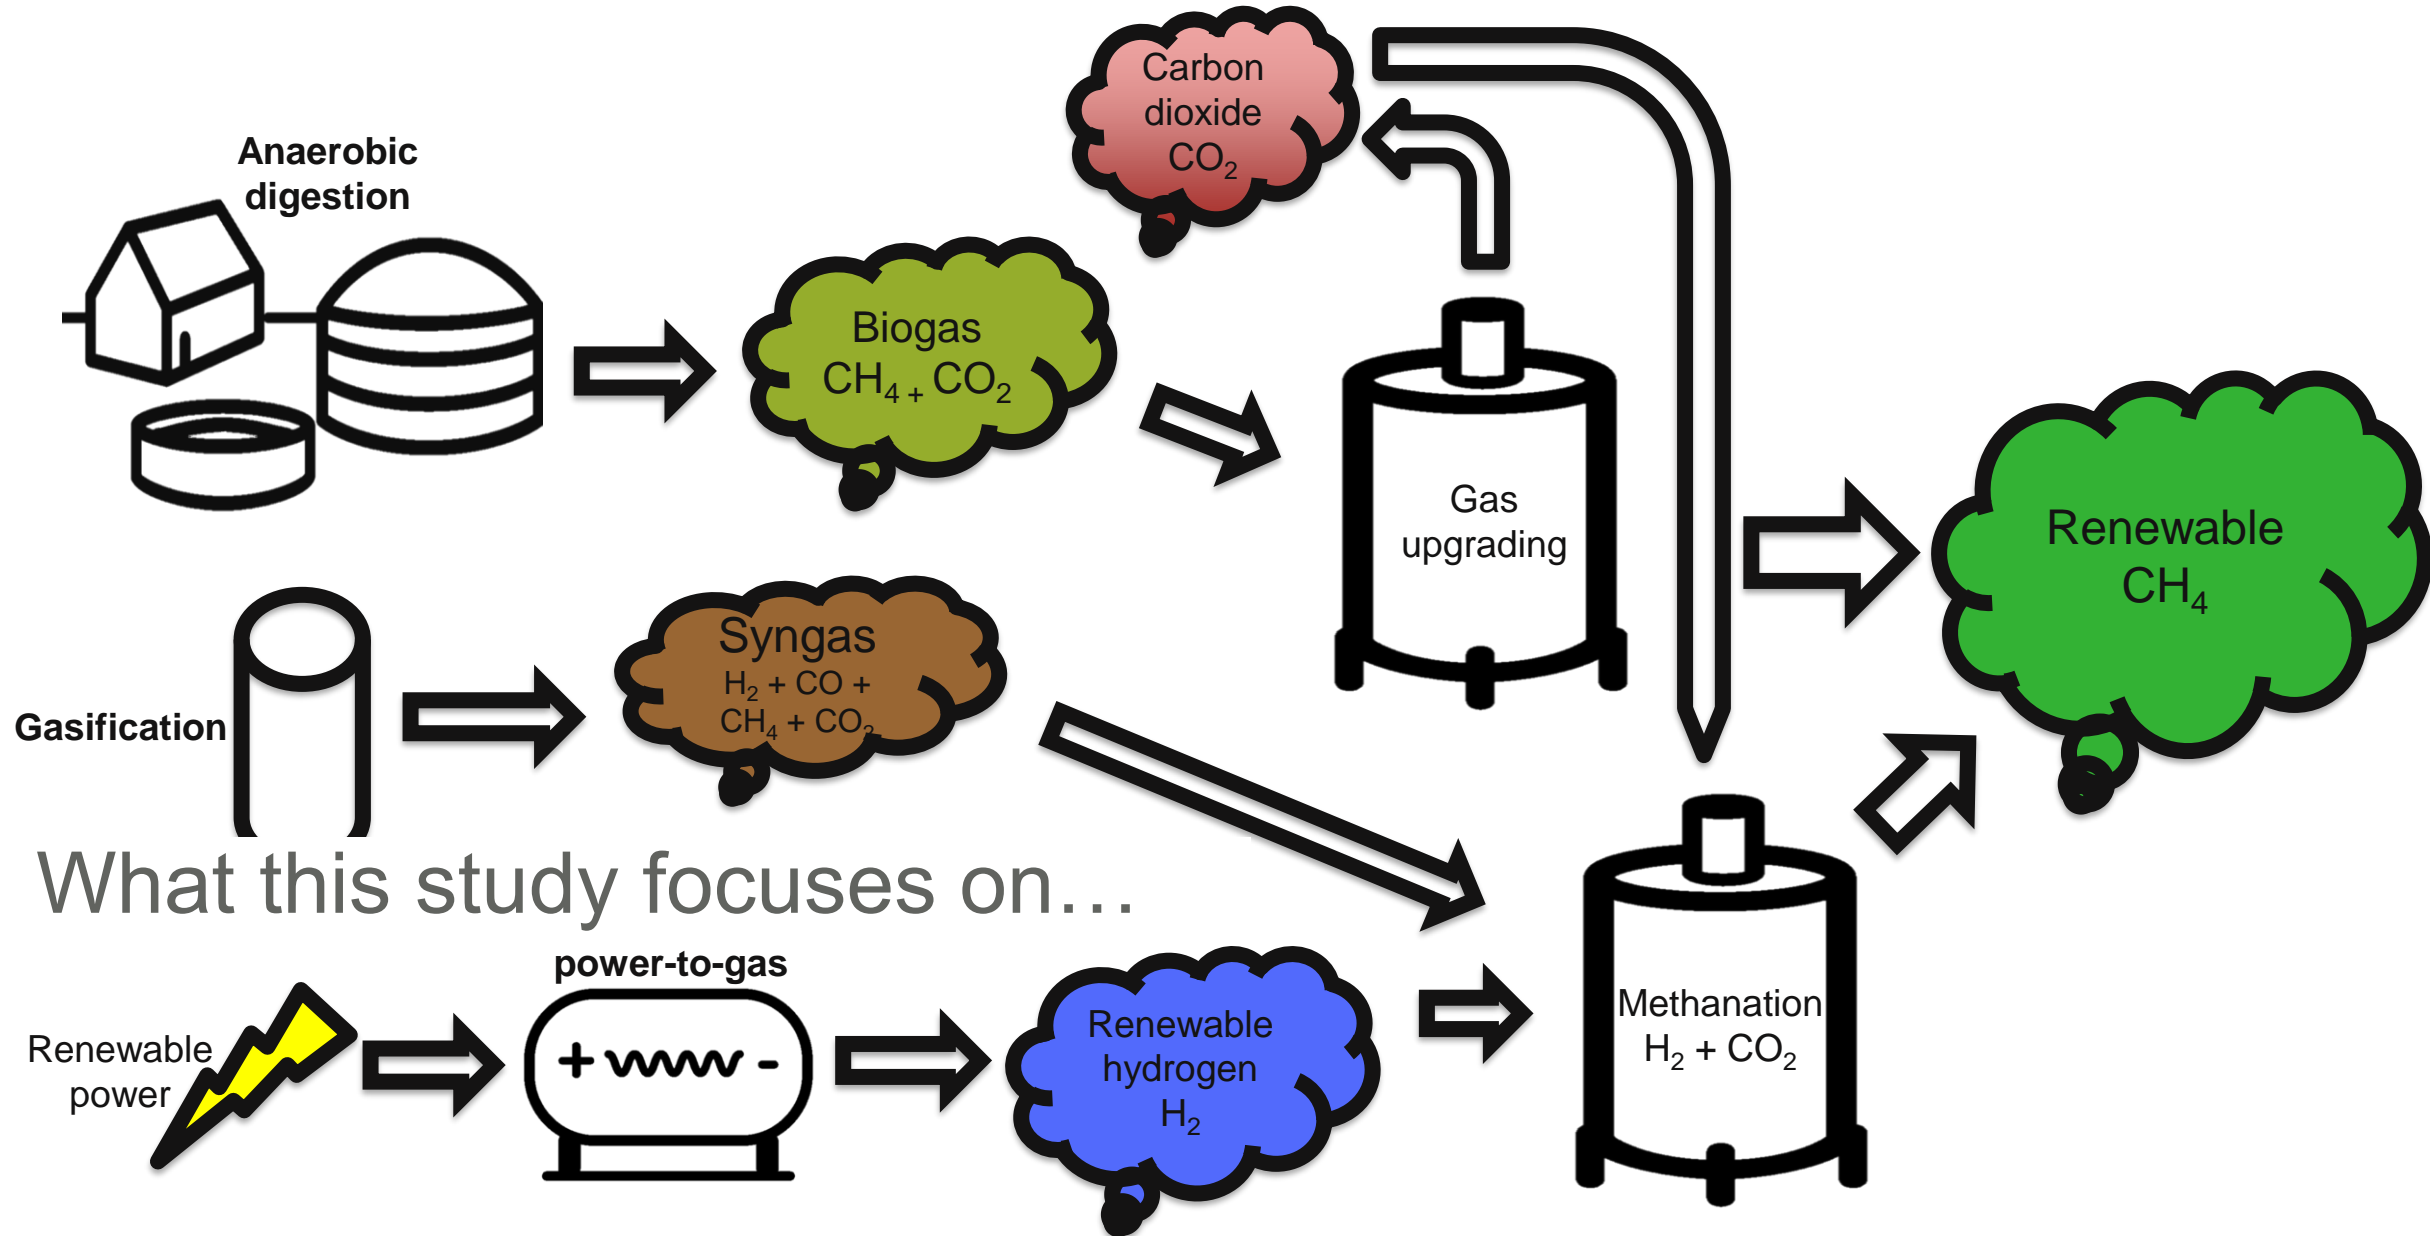 Carbon
dioxide
CO₂
Anaerobic
digestion
Biogas
CH₄ + CO₂
Gas
upgrading
Renewable
CH₄
Syngas
H₂ + CO +
CH₄ + CO₂
Gasification
What this study focuses on…
power-to-gas
Renewable
power
+ -
Renewable
hydrogen
H₂
Methanation
H₂ + CO₂